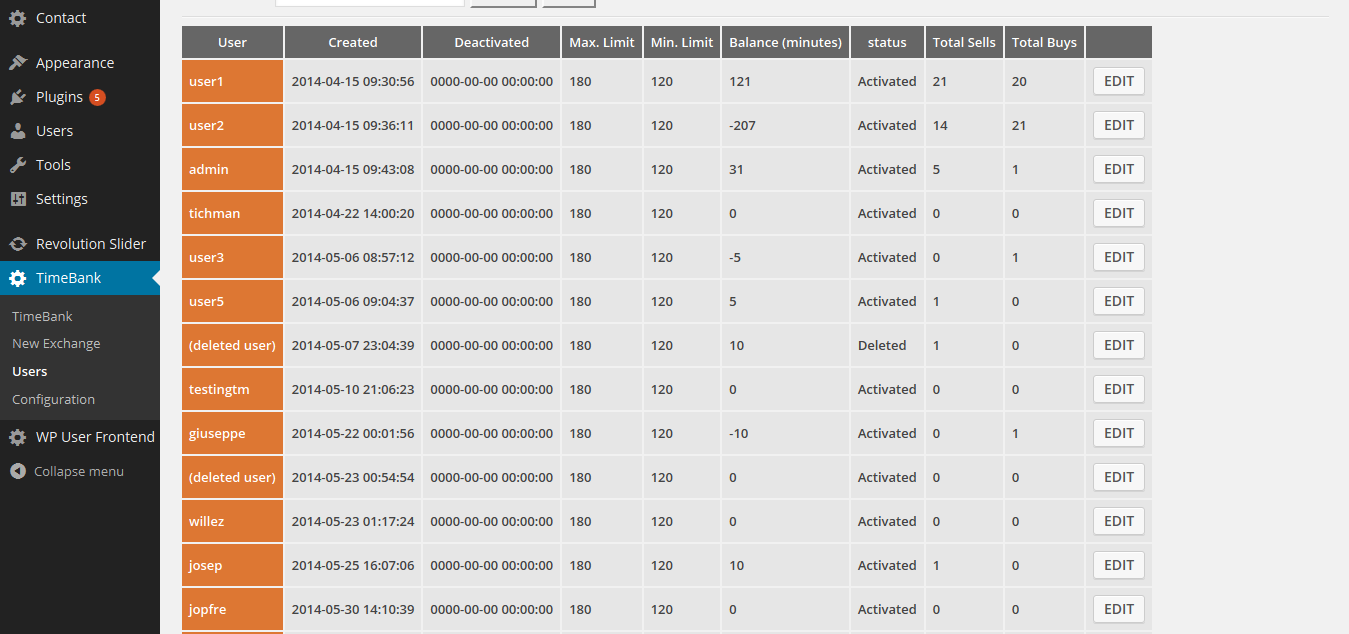 Contact
Appearance
Plugins 5
Users
Tools
Settings
Revolution Slider
TimeBank
TimeBank
New Exchange
Users
Configuration
WP User Frontend
Collapse menu
User Created Deactivated Max. Limit Min. Limit Balance (minutes) status Total Sells Total Buys
user1 2014-04-15 09:30:56 0000-00-00 00:00:00 180 120 121 Activated 21 20 EDIT
user2 2014-04-15 09:36:11 0000-00-00 00:00:00 180 120 -207 Activated 14 21 EDIT
admin 2014-04-15 09:43:08 0000-00-00 00:00:00 180 120 31 Activated 5 1 EDIT
tichman 2014-04-22 14:00:20 0000-00-00 00:00:00 180 120 0 Activated 0 0 EDIT
user3 2014-05-06 08:57:12 0000-00-00 00:00:00 180 120 -5 Activated 0 1 EDIT
user5 2014-05-06 09:04:37 0000-00-00 00:00:00 180 120 5 Activated 1 0 EDIT
(deleted user) 2014-05-07 23:04:39 0000-00-00 00:00:00 180 120 10 Deleted 1 0 EDIT
testingtm 2014-05-10 21:06:23 0000-00-00 00:00:00 180 120 0 Activated 0 0 EDIT
giuseppe 2014-05-22 00:01:56 0000-00-00 00:00:00 180 120 -10 Activated 0 1 EDIT
(deleted user) 2014-05-23 00:54:54 0000-00-00 00:00:00 180 120 0 Activated 0 0 EDIT
willez 2014-05-23 01:17:24 0000-00-00 00:00:00 180 120 0 Activated 0 0 EDIT
josep 2014-05-25 16:07:06 0000-00-00 00:00:00 180 120 10 Activated 1 0 EDIT
jopfre 2014-05-30 14:10:39 0000-00-00 00:00:00 180 120 0 Activated 0 0 EDIT